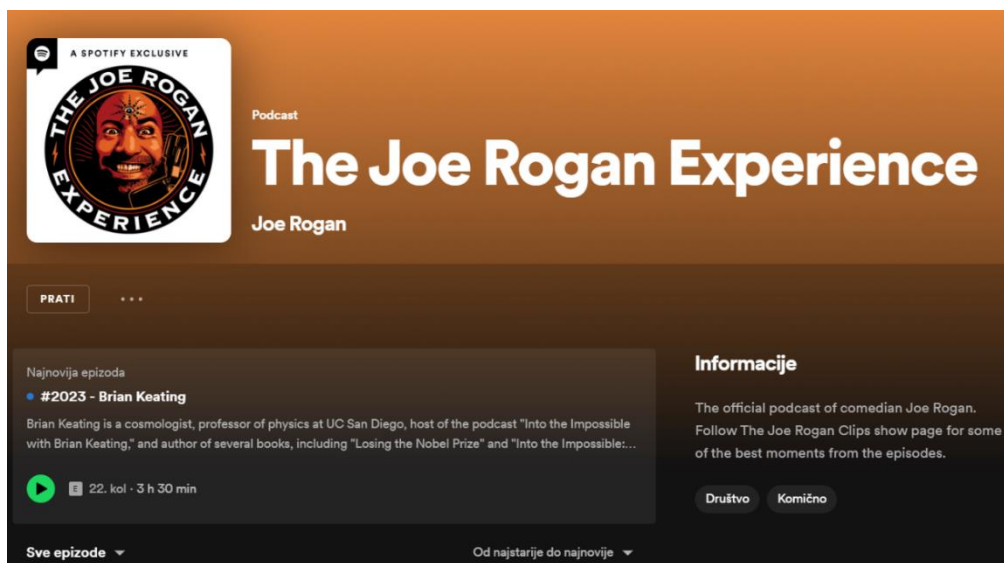 A SPOTIFY EXCLUSIVE
THE JOE ROGAN
EXPERIENCE
Podcast
The Joe Rogan Experience
Joe Rogan
PRATI
Najnovija epizoda
#2023 - Brian Keating
Brian Keating is a cosmologist, professor of physics at UC San Diego, host of the podcast "Into the Impossible
with Brian Keating," and author of several books, including "Losing the Nobel Prize" and "Into the Impossible:...
E 22. kol · 3 h 30 min
Informacije
The official podcast of comedian Joe Rogan.
Follow The Joe Rogan Clips show page for some
of the best moments from the episodes.
Društvo Komično
Sve epizode
Od najstarije do najnovije